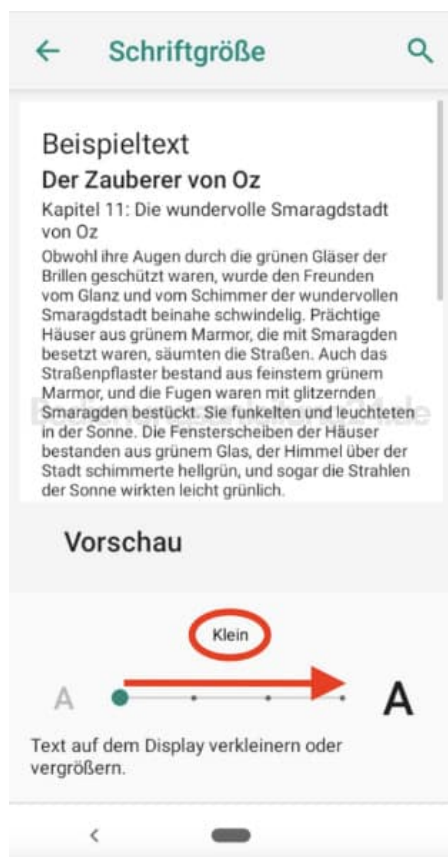 Schriftgröße
Beispieltext
Der Zauberer von Oz
Kapitel 11: Die wundervolle Smaragdstadt
von Oz
Obwohl ihre Augen durch die grünen Gläser der
Brillen geschützt waren, wurde den Freunden
vom Glanz und vom Schimmer der wundervollen
Smaragdstadt beinahe schwindelig. Prächtige
Häuser aus grünem Marmor, die mit Smaragden
besetzt waren, säumten die Straßen. Auch das
Straßenpflaster bestand aus feinstem grünem
Marmor, und die Fugen waren mit glitzernden
Smaragden bestückt. Sie funkelten und leuchteten
in der Sonne. Die Fensterscheiben der Häuser
bestanden aus grünem Glas, der Himmel über der
Stadt schimmerte hellgrün, und sogar die Strahlen
der Sonne wirkten leicht grünlich.
Vorschau
Klein
A A
Text auf dem Display verkleinern oder
vergrößern.